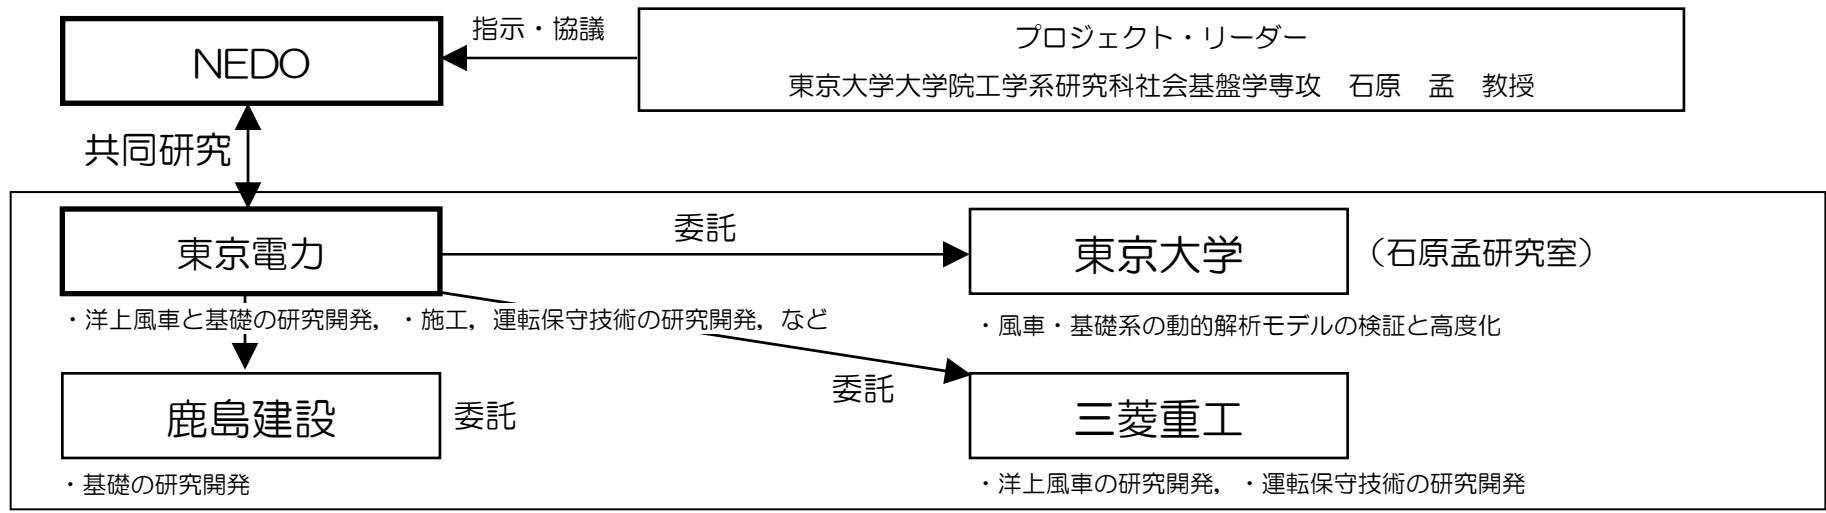 NEDO
指示・協議
プロジェクト・リーダー
東京大学大学院工学系研究科社会基盤学専攻　石原　孟　教授
共同研究
東京電力
委託
東京大学
（石原孟研究室）
・洋上風車と基礎の研究開発，・施工，運転保守技術の研究開発，など
・風車・基礎系の動的解析モデルの検証と高度化
鹿島建設
委託
委託
三菱重工
・基礎の研究開発
・洋上風車の研究開発，・運転保守技術の研究開発